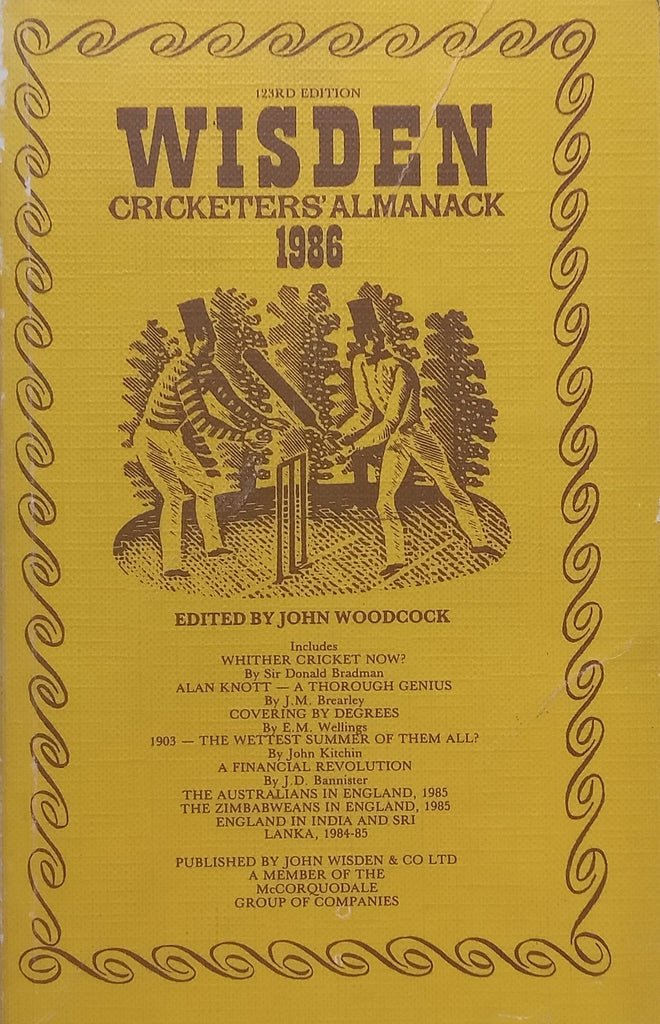 123RD EDITION
WISDEN
CRICKETERS' ALMANACK
1986
EDITED BY JOHN WOODCOCK
Includes
WHITHER CRICKET NOW?
By Sir Donald Bradman
ALAN KNOTT — A THOROUGH GENIUS
By J.M. Brearley
COVERING BY DEGREES
By E.M. Wellings
1903 — THE WETTEST SUMMER OF THEM ALL?
By John Kitchin
A FINANCIAL REVOLUTION
By J.D. Bannister
THE AUSTRALIANS IN ENGLAND, 1985
THE ZIMBABWEANS IN ENGLAND, 1985
ENGLAND IN INDIA AND SRI
LANKA, 1984-85
PUBLISHED BY JOHN WISDEN & CO LTD
A MEMBER OF THE
McCORQUODALE
GROUP OF COMPANIES